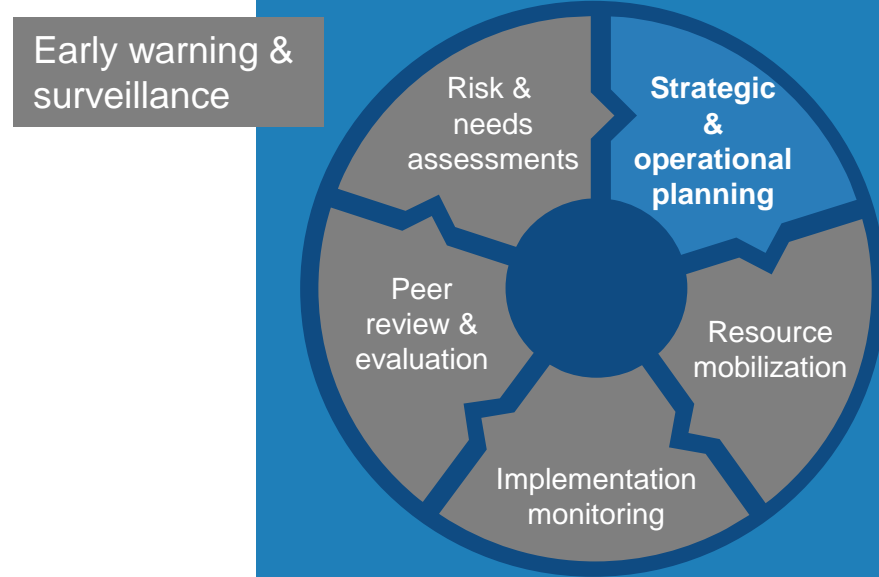 Early warning &
surveillance
Risk &
needs
assessments
Strategic
&
operational
planning
Resource
mobilization
Implementation
monitoring
Peer
review &
evaluation